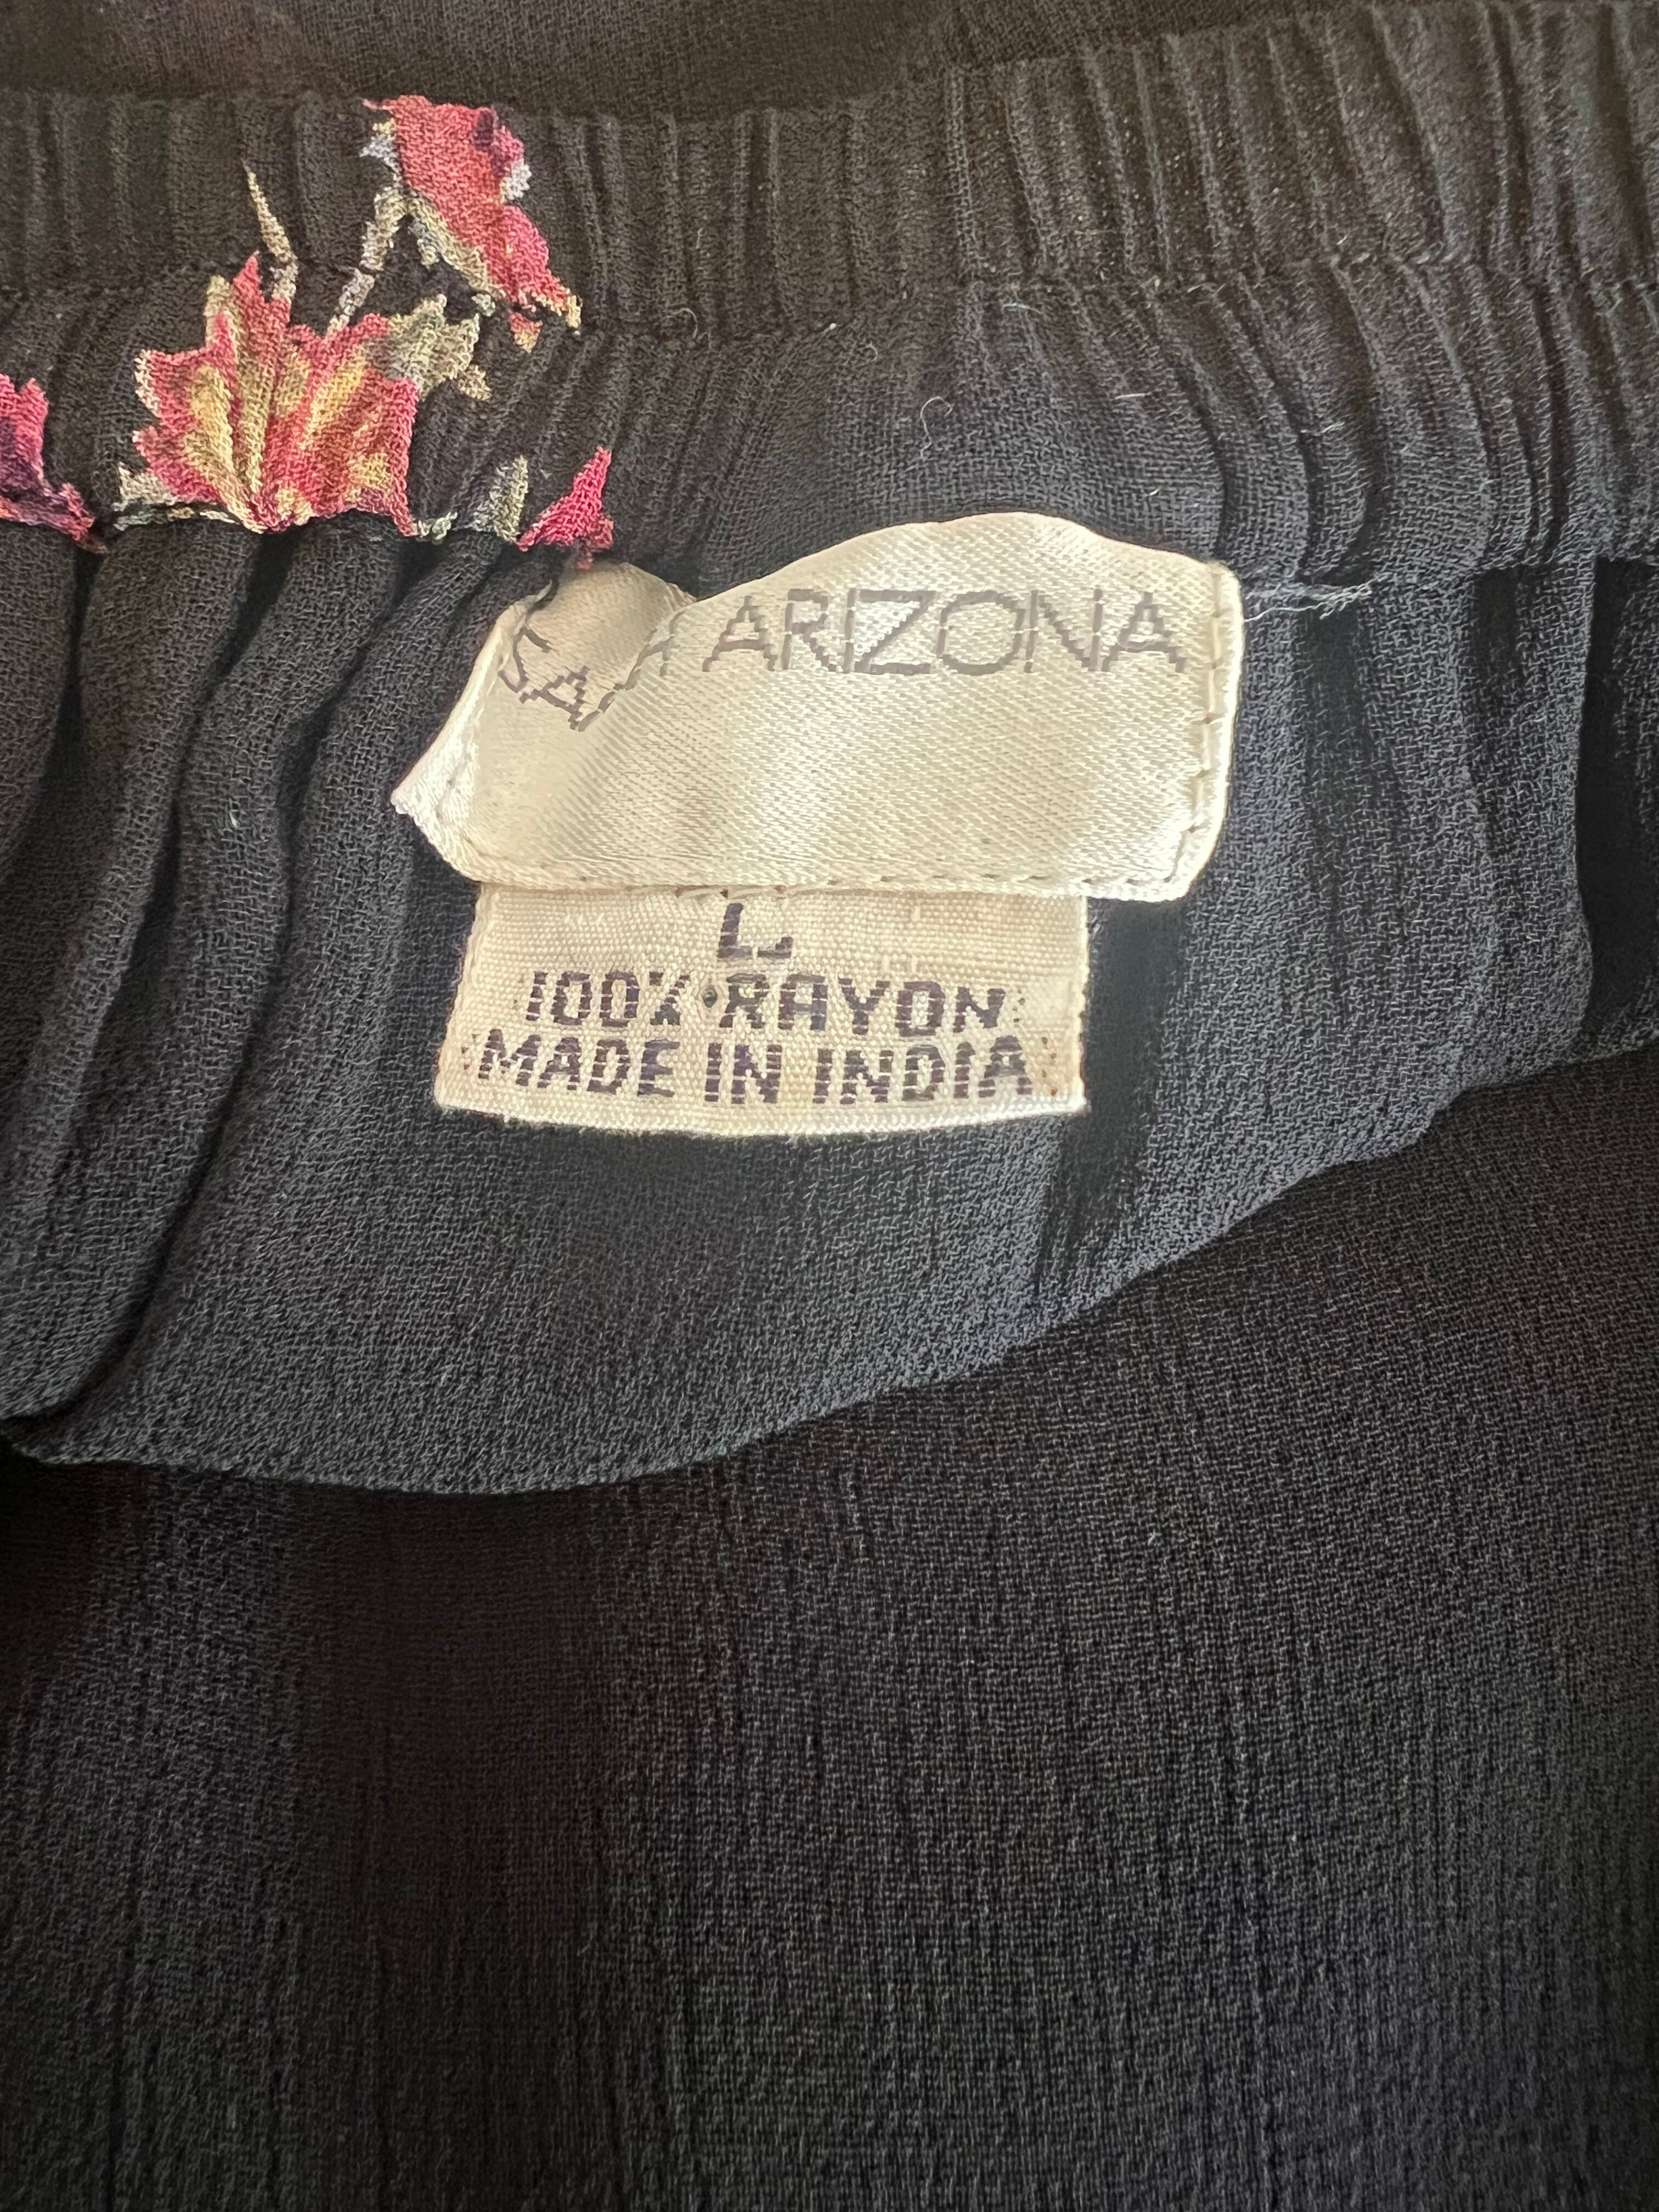 ARIZONA
L
100% RAYON
MADE IN INDIA